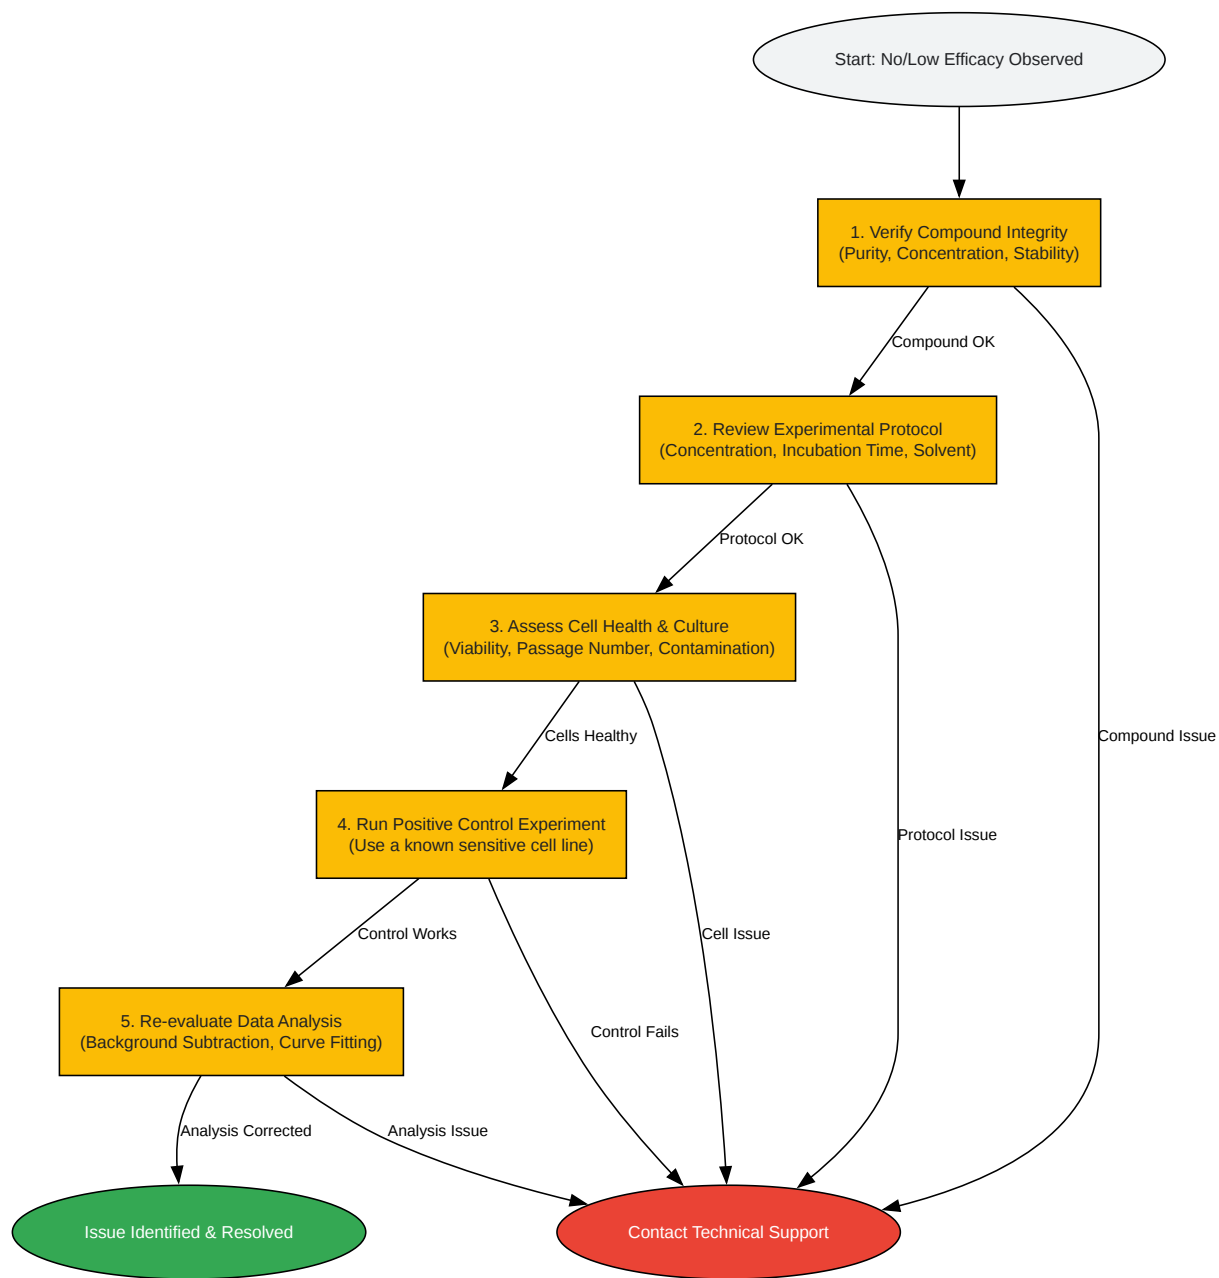 Start: No/Low Efficacy Observed
1. Verify Compound Integrity
(Purity, Concentration, Stability)
Compound OK
2. Review Experimental Protocol
(Concentration, Incubation Time, Solvent)
Protocol OK
3. Assess Cell Health & Culture
(Viability, Passage Number, Contamination)
Cells Healthy
Compound Issue
4. Run Positive Control Experiment
(Use a known sensitive cell line)
Protocol Issue
Control Works
Cell Issue
5. Re-evaluate Data Analysis
(Background Subtraction, Curve Fitting)
Control Fails
Analysis Corrected
Analysis Issue
Issue Identified & Resolved
Contact Technical Support